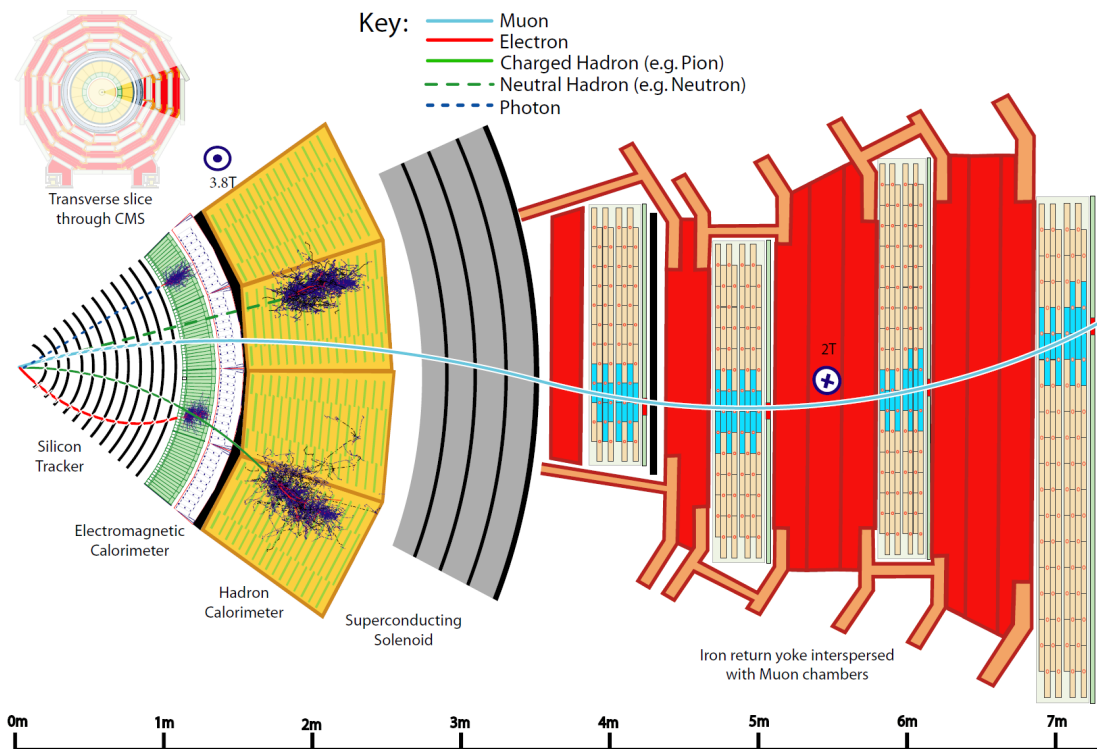 Key:
Muon
Electron
Charged Hadron (e.g. Pion)
Neutral Hadron (e.g. Neutron)
Photon
Transverse slice
through CMS
3.8T
2T
Silicon
Tracker
Electromagnetic
Calorimeter
Hadron
Calorimeter
Superconducting
Solenoid
Iron return yoke interspersed
with Muon chambers
0m
1m
2m
3m
4m
5m
6m
7m